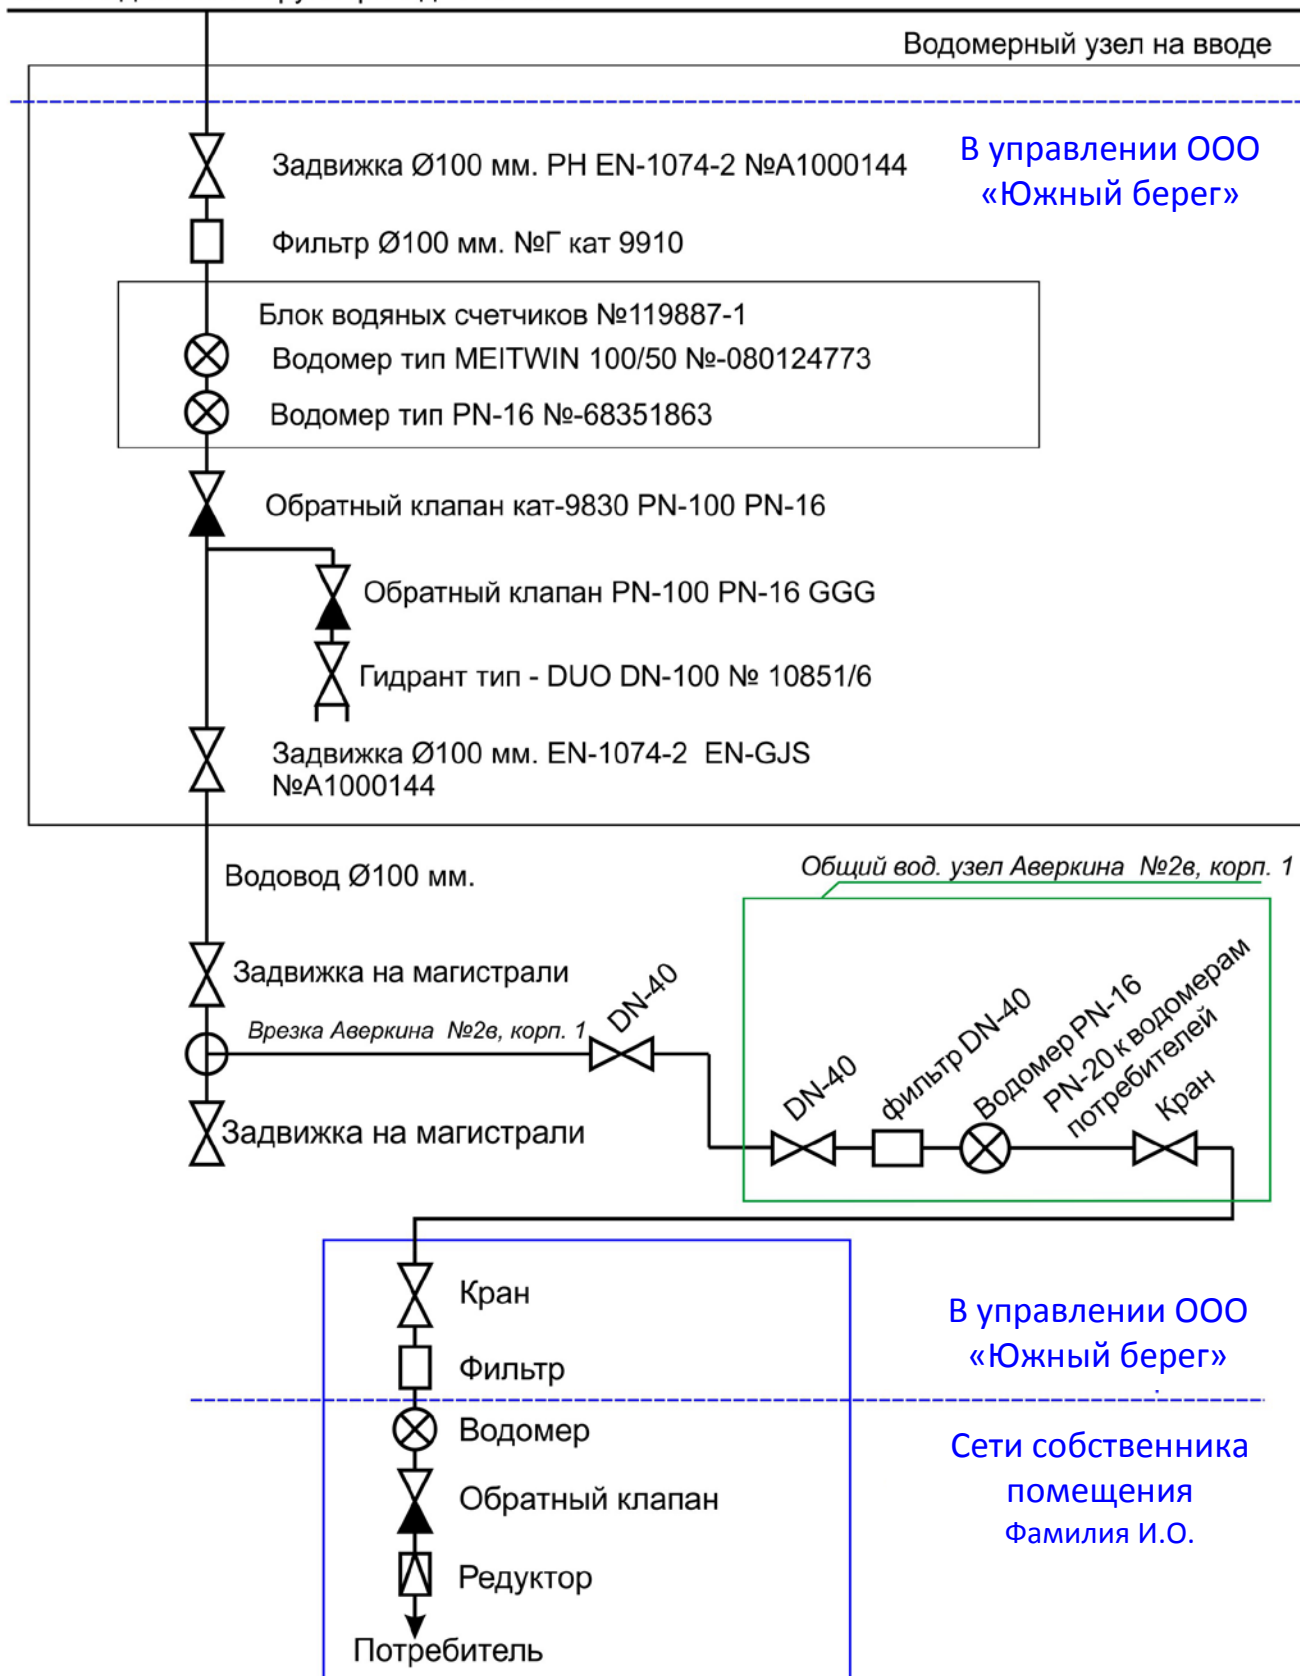 Водомерный узел на вводе
В управлении ООО
«Южный берег»
Задвижка Ø100 мм. PH EN-1074-2 №A1000144
Фильтр Ø100 мм. №Г кат 9910
Блок водяных счетчиков №119887-1
Водомер тип MEITWIN 100/50 №-080124773
Водомер тип PN-16 №-68351863
Обратный клапан кат-9830 PN-100 PN-16
Обратный клапан PN-100 PN-16 GGG
Гидрант тип - DUO DN-100 № 10851/6
Задвижка Ø100 мм. EN-1074-2 EN-GJS
№A1000144
Водовод Ø100 мм.
Общий вод. узел Аверкина №2в, корп. 1
Задвижка на магистрали
Врезка Аверкина №2в, корп. 1
DN-40
DN-40
фильтр DN-40
Водомер PN-16
PN-20 к водомерам
потребителей
Кран
Задвижка на магистрали
Кран
Фильтр
В управлении ООО
«Южный берег»
Водомер
Обратный клапан
Редуктор
Потребитель
Сети собственника
помещения
Фамилия И.О.